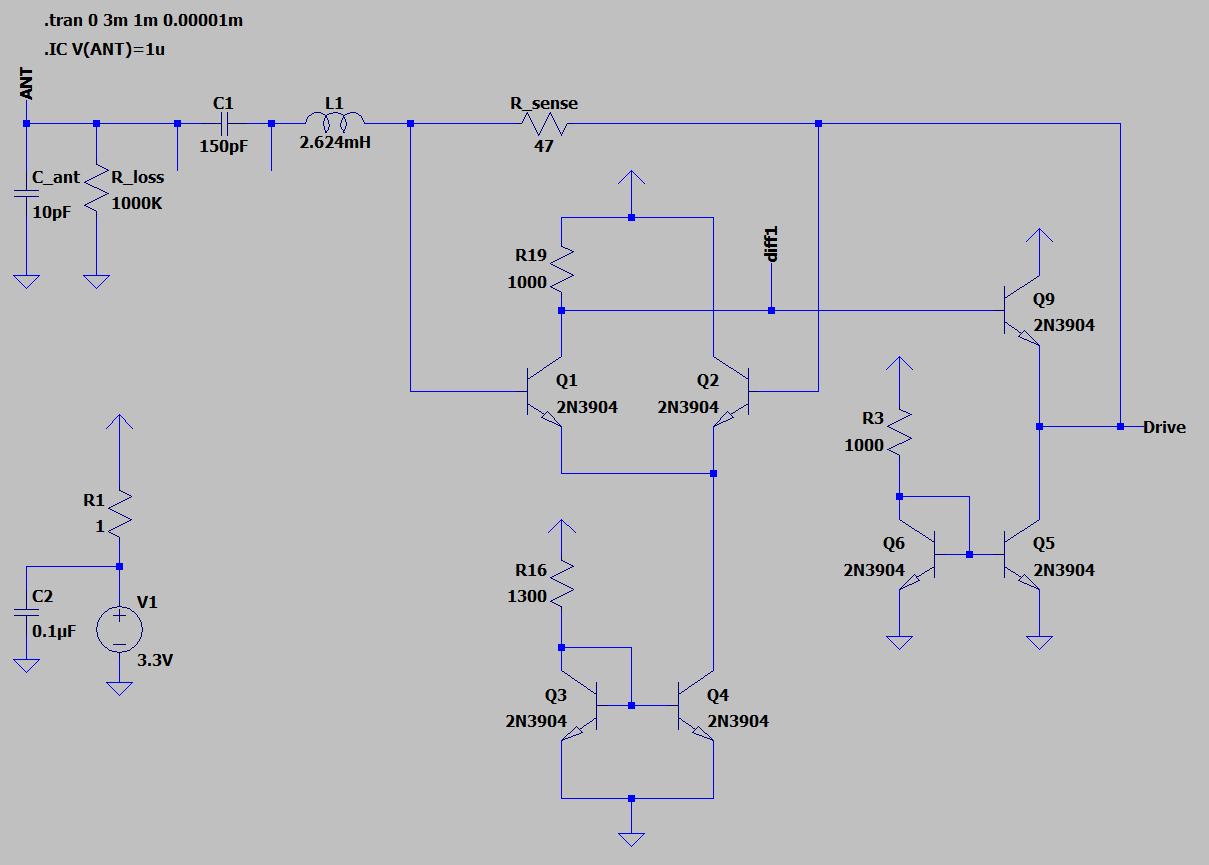 .tran 0 3m 1m 0.00001m
.IC V(ANT)=1u
ANT
C1
150pF
L1
2.624mH
R_sense
47
C_ant
10pF
R_loss
1000K
R19
1000
diff1
Q9
2N3904
Q1
2N3904
Q2
2N3904
R3
1000
Drive
R1
1
Q6
2N3904
Q5
2N3904
R16
1300
C2
0.1µF
V1
3.3V
Q3
2N3904
Q4
2N3904